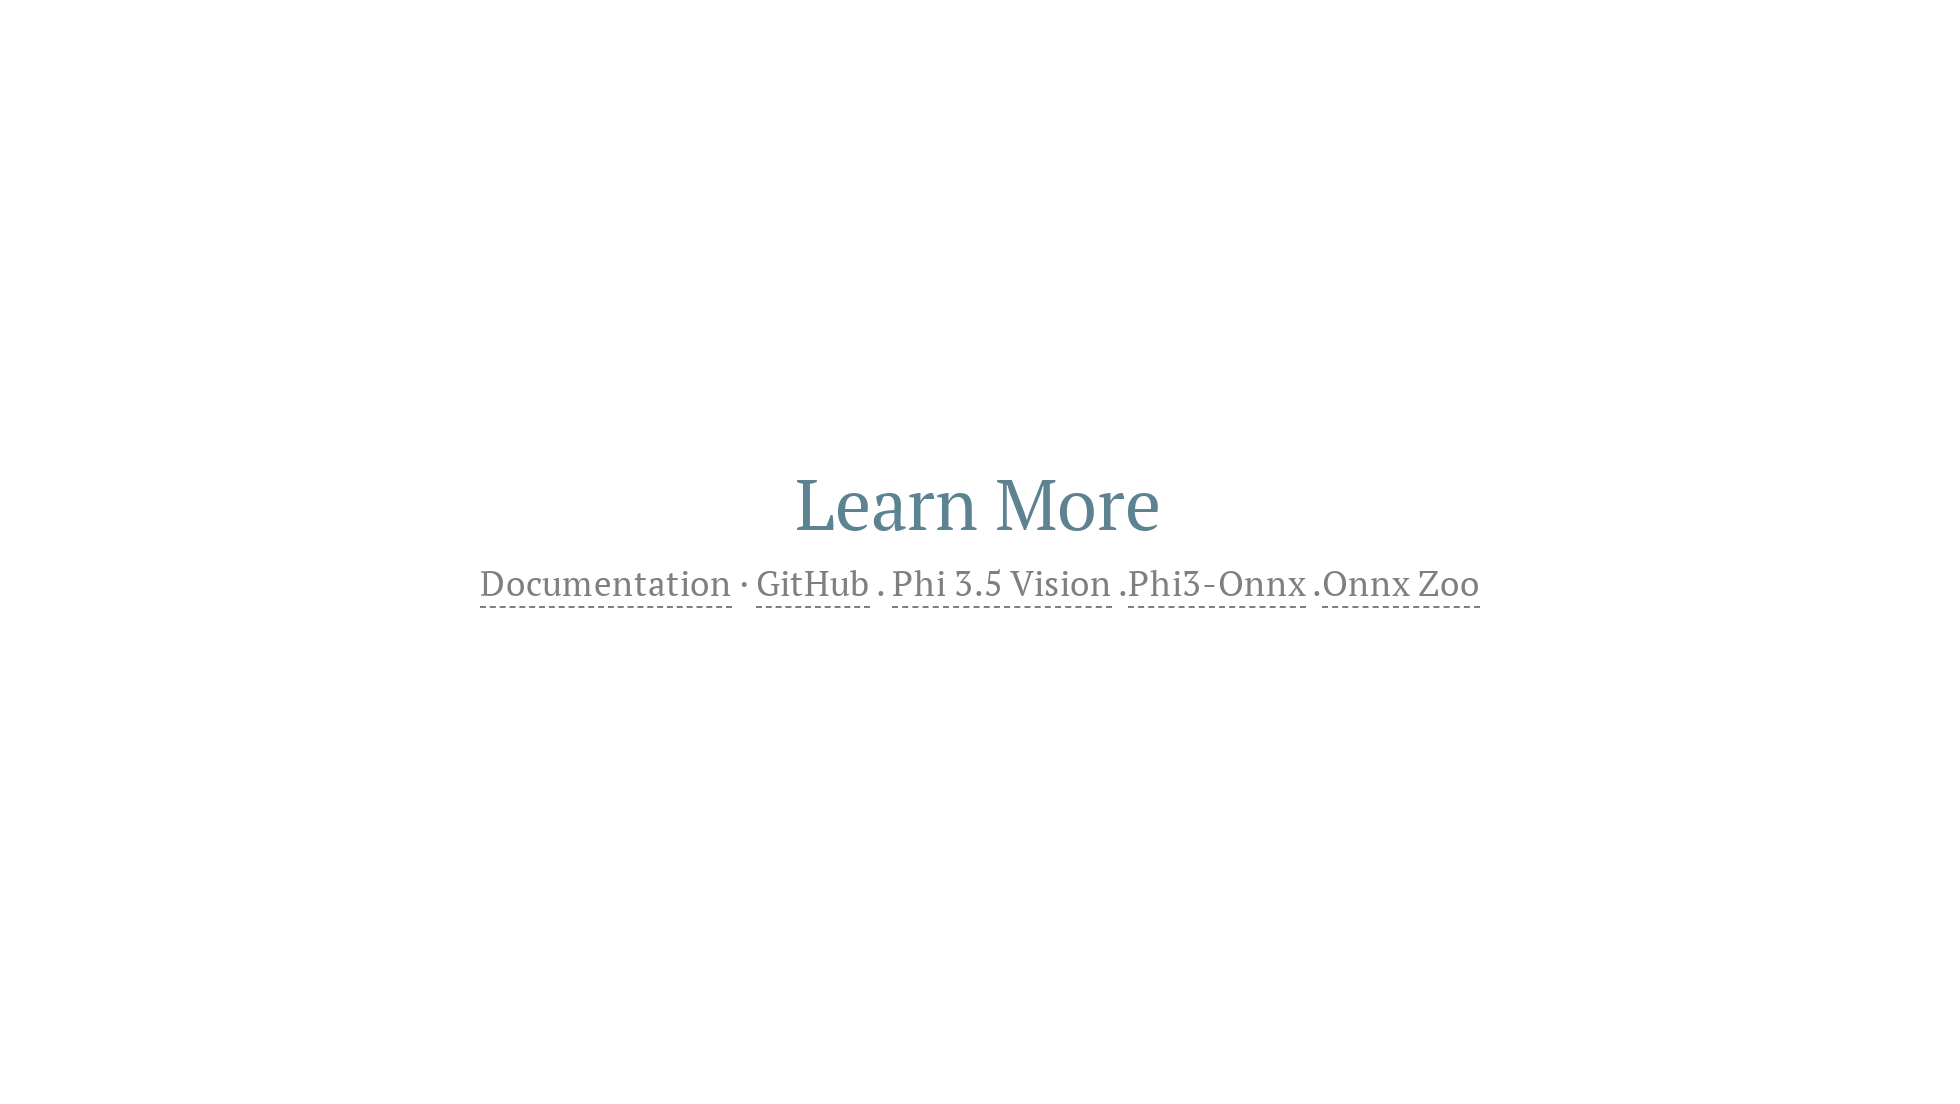 Learn More
Documentation · GitHub . Phi 3.5 Vision .Phi3-Onnx .Onnx Zoo